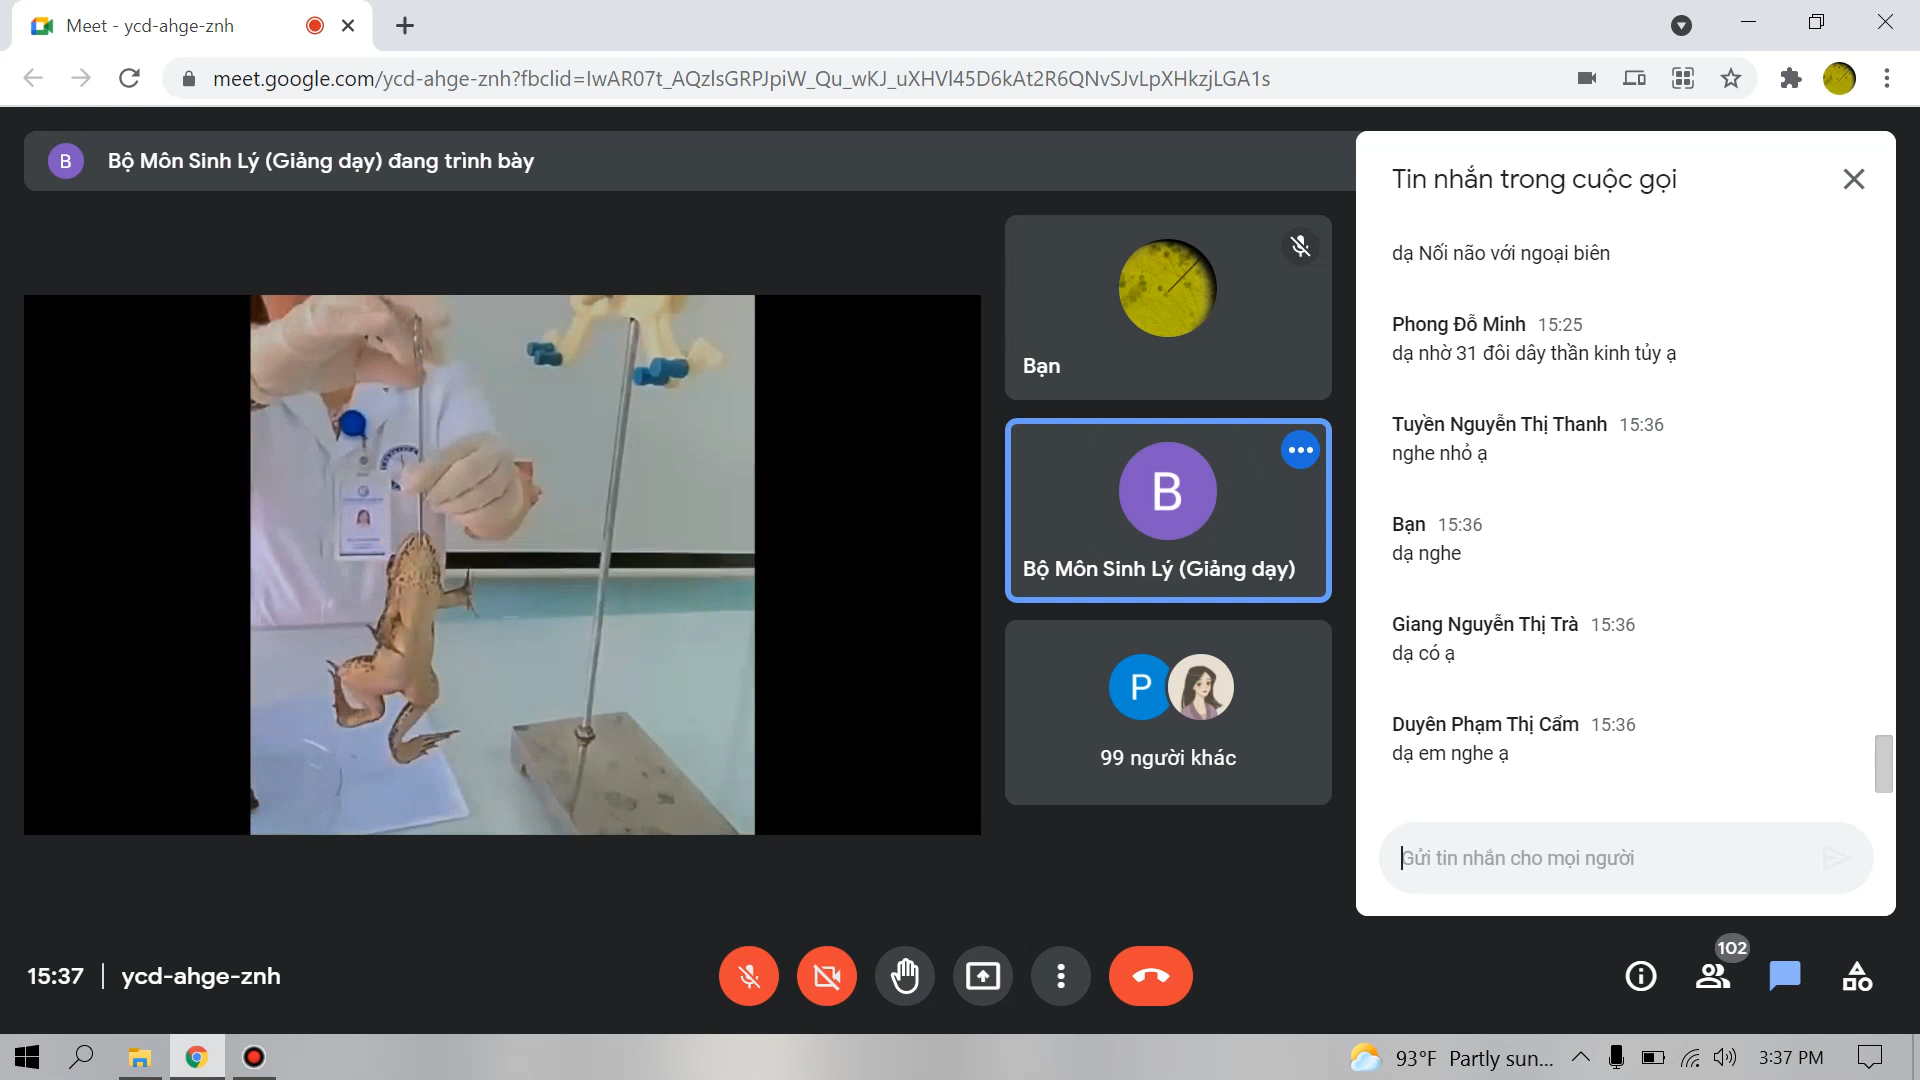 Meet - ycd-ahge-znh
meet.google.com/ycd-ahge-znh?fbclid=IwAR07t_AQzlsGRPJpiW_Qu_wKJ_uXHVl45D6kAt2R6QNvSJvLpXHkzjLGA1s
B
Bộ Môn Sinh Lý (Giảng dạy) đang trình bày
Bạn
B
Bộ Môn Sinh Lý (Giảng dạy)
P
99 người khác
Tin nhắn trong cuộc gọi
dạ Nối não với ngoại biên
Phong Đỗ Minh 15:25
dạ nhờ 31 đôi dây thần kinh tủy ạ
Tuyền Nguyễn Thị Thanh 15:36
nghe nhỏ ạ
Bạn 15:36
dạ nghe
Giang Nguyễn Thị Trà 15:36
dạ có ạ
Duyên Phạm Thị Cẩm 15:36
dạ em nghe ạ
Gửi tin nhắn cho mọi người
15:37 | ycd-ahge-znh
102
93°F Partly sun...
3:37 PM